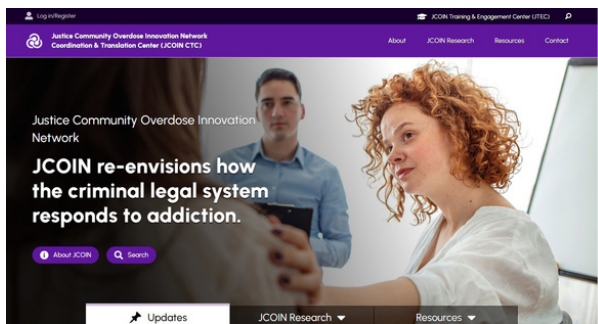 Log in/Register
JCOIN Training & Engagement Center (JTEC)
Justice Community Overdose Innovation Network
Coordination & Translation Center (JCOIN CTC)
About JCOIN Research Resources Contact
Justice Community Overdose Innovation
Network
JCOIN re-envisions how
the criminal legal system
responds to addiction.
About JCOIN Search
Updates JCOIN Research Resources